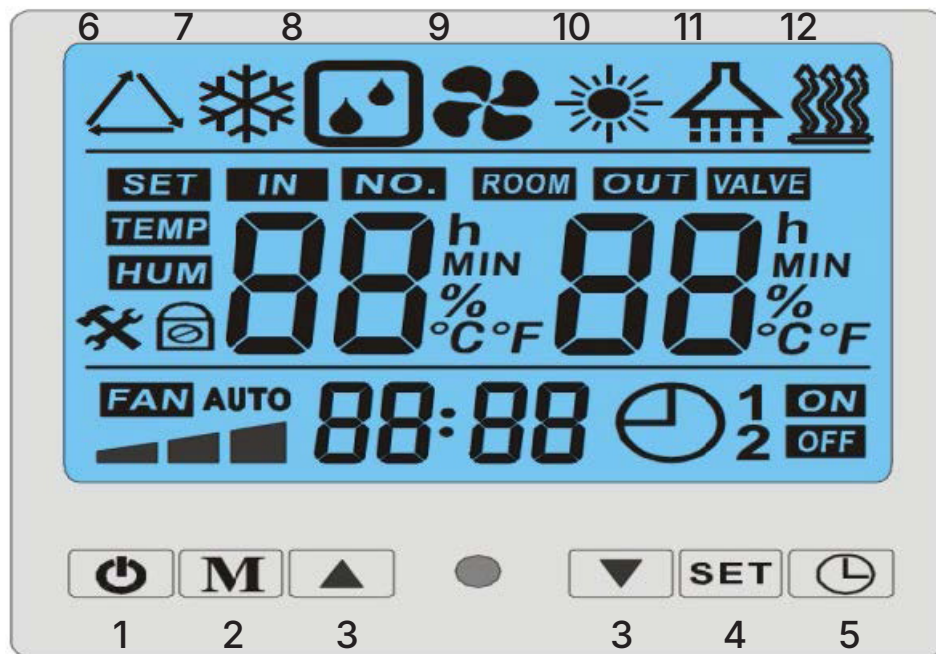 6 7 8 9 10 11 12
SET IN NO. ROOM OUT VALVE
TEMP 88 h 88 h
HUM MIN MIN
% %
°C °F °C °F
FAN AUTO 88:88 1 ON
2 OFF
M SET
1 2 3 3 4 5